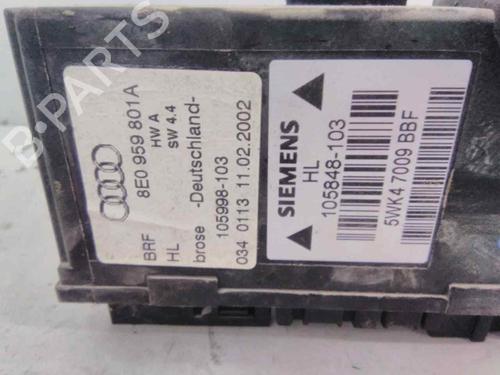 8E0 959 801A
HW A
SW 4.4
BRF
HL
brose -Deutschland-
105998-103
034 0113 11.02.2002
SIEMENS
HL
105848-103
5WK4 7009 BBF
B-PARTS